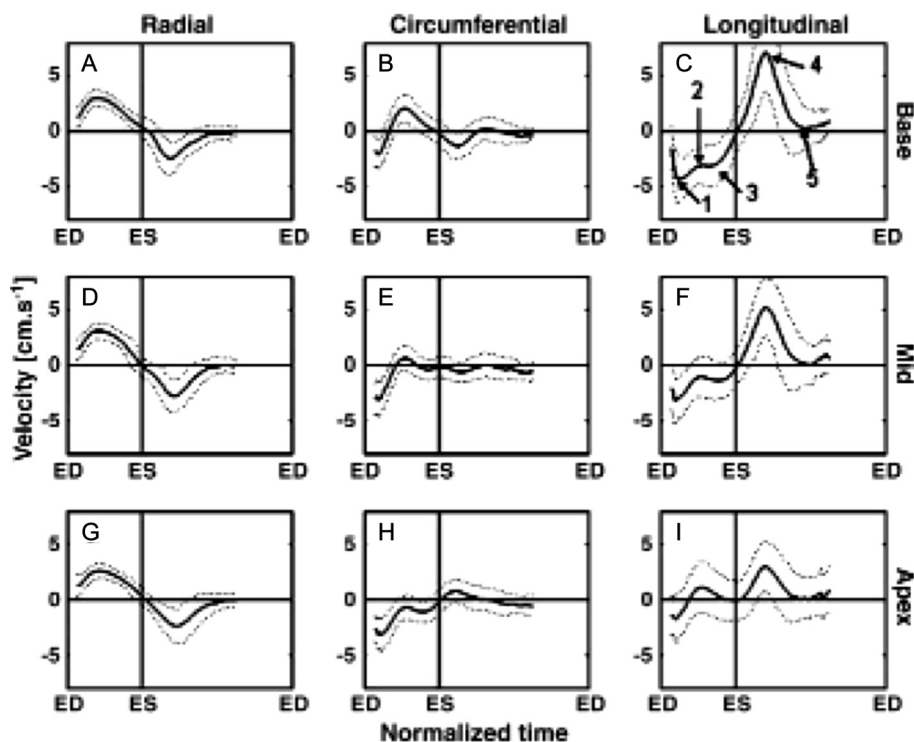 Radial Circumferential Longitudinal
A B C
5 5 5
2 4
0 0 0
Base
-5 -5 -5
1 3 5
ED ES ED ED ES ED ED ES ED
D E F
5 5 5
Velocity [cm.s-1]
0 0 0
Mid
-5 -5 -5
ED ES ED ED ES ED ED ES ED
G H I
5 5 5
0 0 0
Apex
-5 -5 -5
ED ES ED ED ES ED ED ES ED
Normalized time